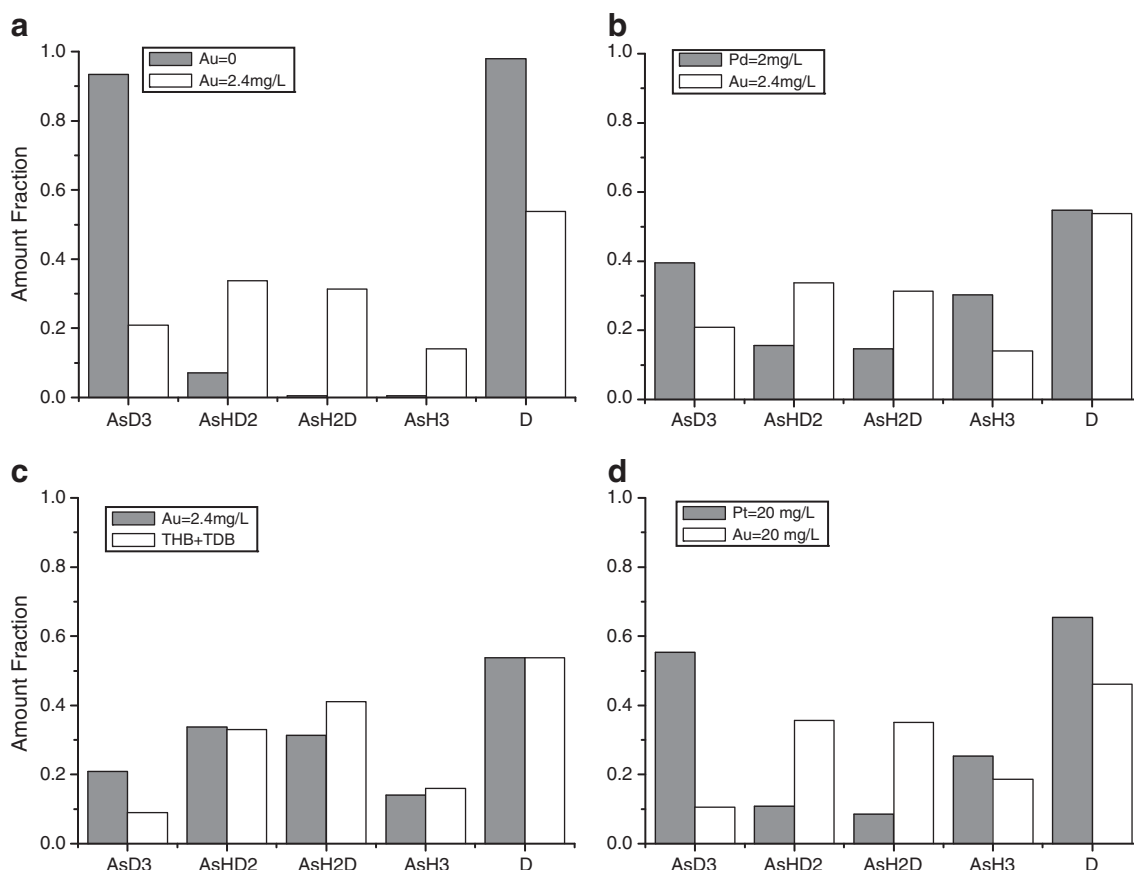 a
Au=0
Au=2.4mg/L
Amount Fraction
1.0
0.8
0.6
0.4
0.2
0.0
AsD3 AsHD2 AsH2D AsH3 D
b
Pd=2mg/L
Au=2.4mg/L
1.0
0.8
0.6
0.4
0.2
0.0
AsD3 AsHD2 AsH2D AsH3 D
c
Au=2.4mg/L
THB+TDB
Amount Fraction
1.0
0.8
0.6
0.4
0.2
0.0
AsD3 AsHD2 AsH2D AsH3 D
d
Pt=20 mg/L
Au=20 mg/L
1.0
0.8
0.6
0.4
0.2
0.0
AsD3 AsHD2 AsH2D AsH3 D